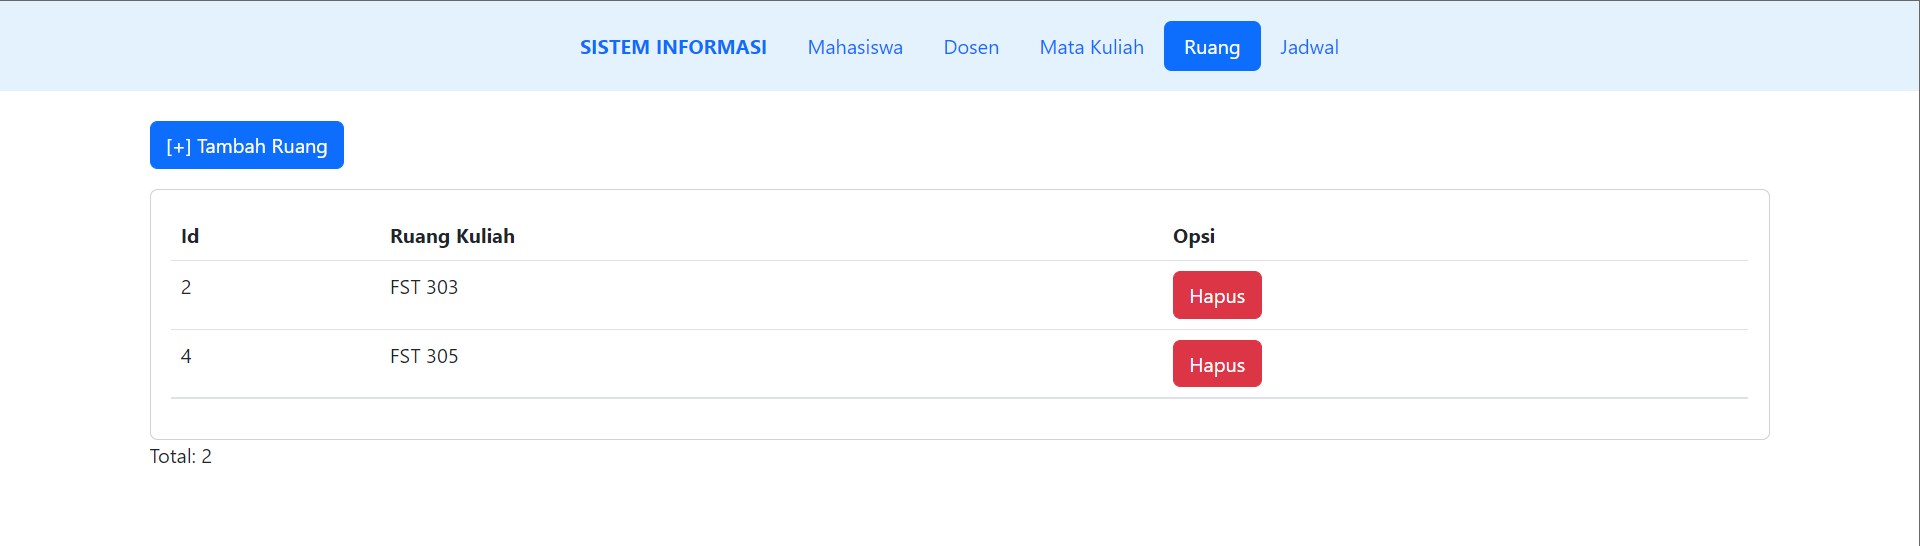 SISTEM INFORMASI Mahasiswa Dosen Mata Kuliah Ruang Jadwal
[+] Tambah Ruang
Id Ruang Kuliah Opsi
2 FST 303 Hapus
4 FST 305 Hapus
Total: 2